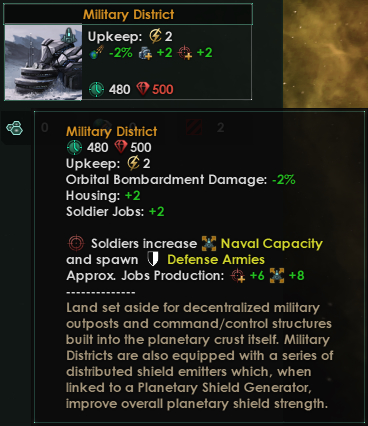 Military District
Upkeep: 2
-2% +2 +2
480 500
0 0 2
Military District
480 500
Upkeep: 2
Orbital Bombardment Damage: -2%
Housing: +2
Soldier Jobs: +2
Soldiers increase Naval Capacity
and spawn Defense Armies
Approx. Jobs Production: +6 +8
--------------
Land set aside for decentralized military
outposts and command/control structures
built into the planetary crust itself. Military
Districts are also equipped with a series of
distributed shield emitters which, when
linked to a Planetary Shield Generator,
improve overall planetary shield strength.